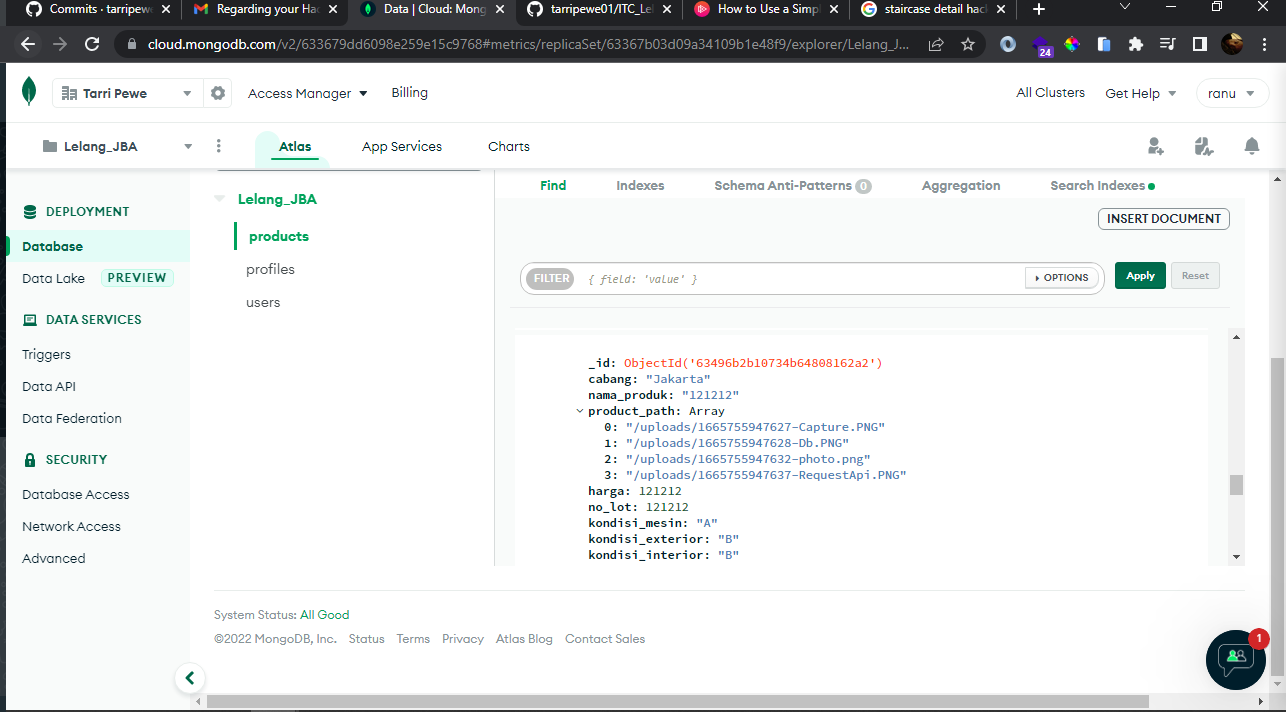 Commits · tarripewe
Regarding your Hac
Data | Cloud: Mong
tarripewe01/ITC_Lel
How to Use a Simpl
staircase detail hack
cloud.mongodb.com/v2/633679dd6098e259e15c9768#metrics/replicaSet/63367b03d09a34109b1e48f9/explorer/Lelang_J...
24
Tarri Pewe
Access Manager
Billing
All Clusters
Get Help
ranu
Lelang_JBA
Atlas
App Services
Charts
DEPLOYMENT
Database
Data Lake PREVIEW
DATA SERVICES
Triggers
Data API
Data Federation
SECURITY
Database Access
Network Access
Advanced
Lelang_JBA
products
profiles
users
Find
Indexes
Schema Anti-Patterns 0
Aggregation
Search Indexes
INSERT DOCUMENT
FILTER { field: 'value' }
OPTIONS
Apply
Reset
_id: ObjectId('63496b2b10734b64808162a2')
cabang: "Jakarta"
nama_produk: "121212"
product_path: Array
0: "/uploads/1665755947627-Capture.PNG"
1: "/uploads/1665755947628-Db.PNG"
2: "/uploads/1665755947632-photo.png"
3: "/uploads/1665755947637-RequestApi.PNG"
harga: 121212
no_lot: 121212
kondisi_mesin: "A"
kondisi_exterior: "B"
kondisi_interior: "B"
System Status: All Good
©2022 MongoDB, Inc. Status Terms Privacy Atlas Blog Contact Sales
1